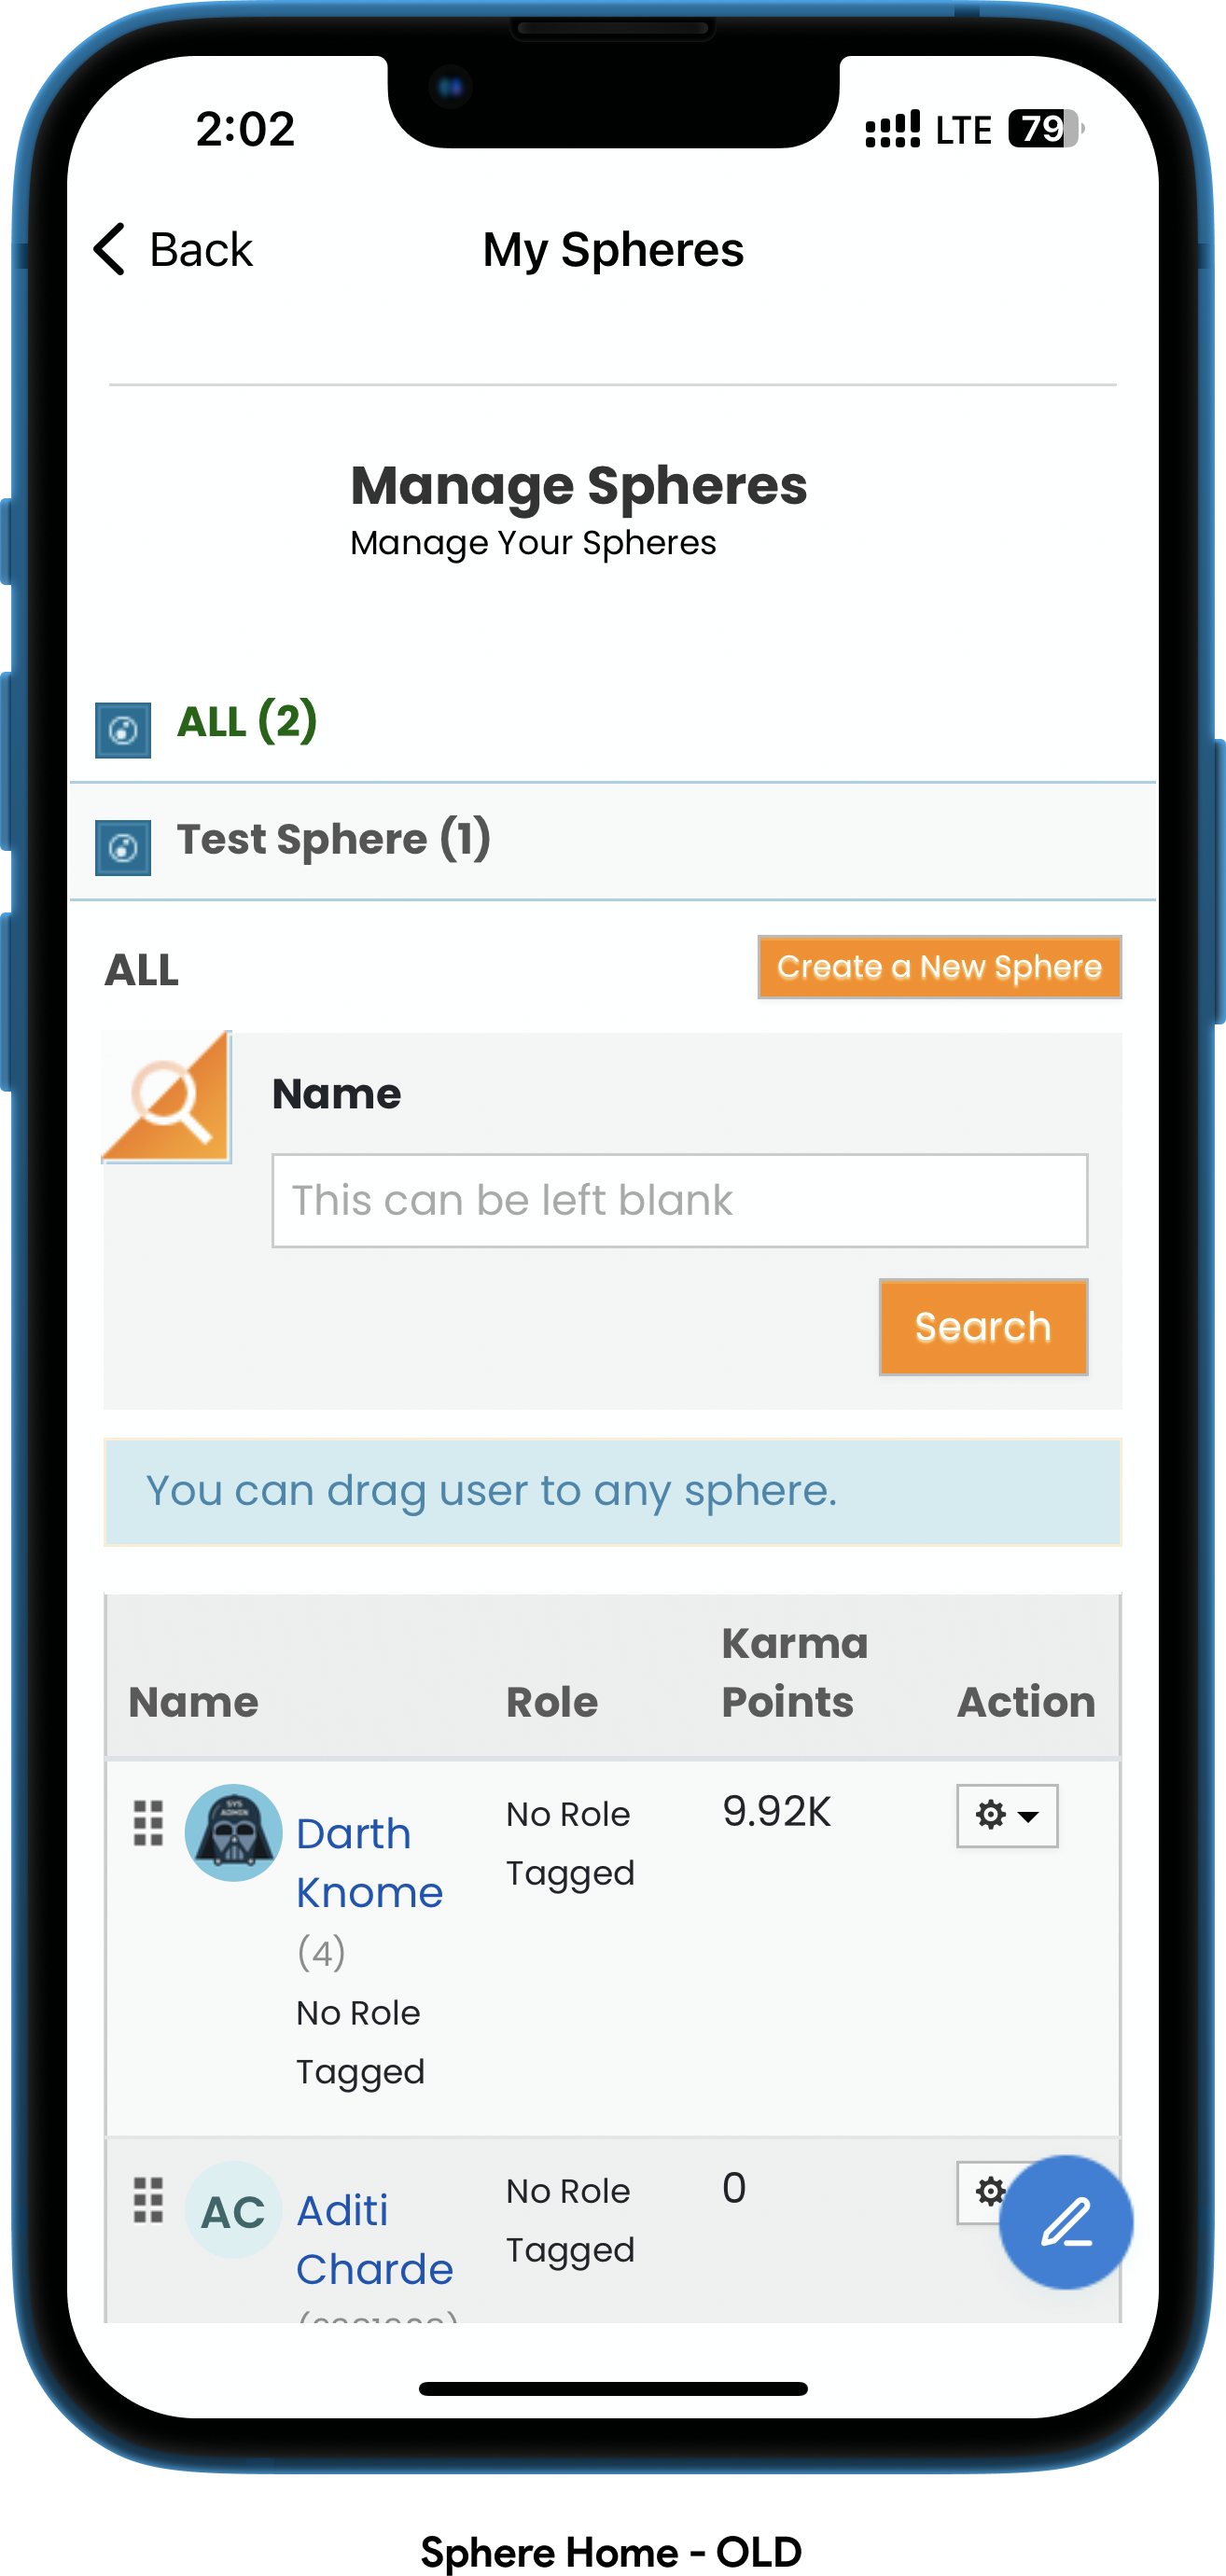 2:02
LTE 79
Back
My Spheres
Manage Spheres
Manage Your Spheres
ALL (2)
Test Sphere (1)
ALL
Create a New Sphere
Name
This can be left blank
Search
You can drag user to any sphere.
Name Role Karma Points Action
SYS
ADMIN
Darth
Knome
(4)
No Role
Tagged
No Role
Tagged
9.92K
AC
Aditi
Charde
No Role
Tagged
0
Sphere Home - OLD